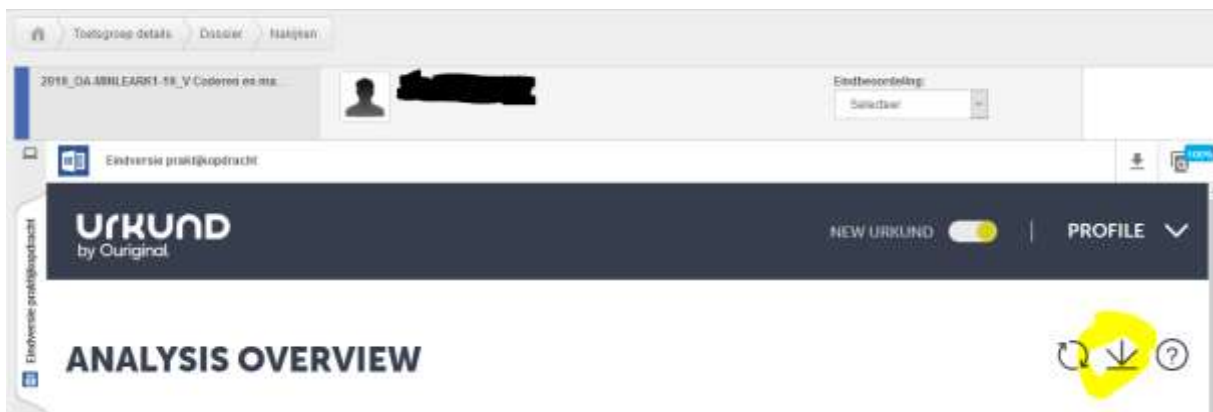 Toetsgroep details
Dossier
Nakijken
2018_OA-MINLEARK1-18_V Coderen en ma...
Eindbeoordeling:
Selecteer
Eindversie praktijkopdracht
100%
URKUND
by Ouriginal
NEW URKUND
PROFILE
Eindversie praktijkopdracht
ANALYSIS OVERVIEW
?